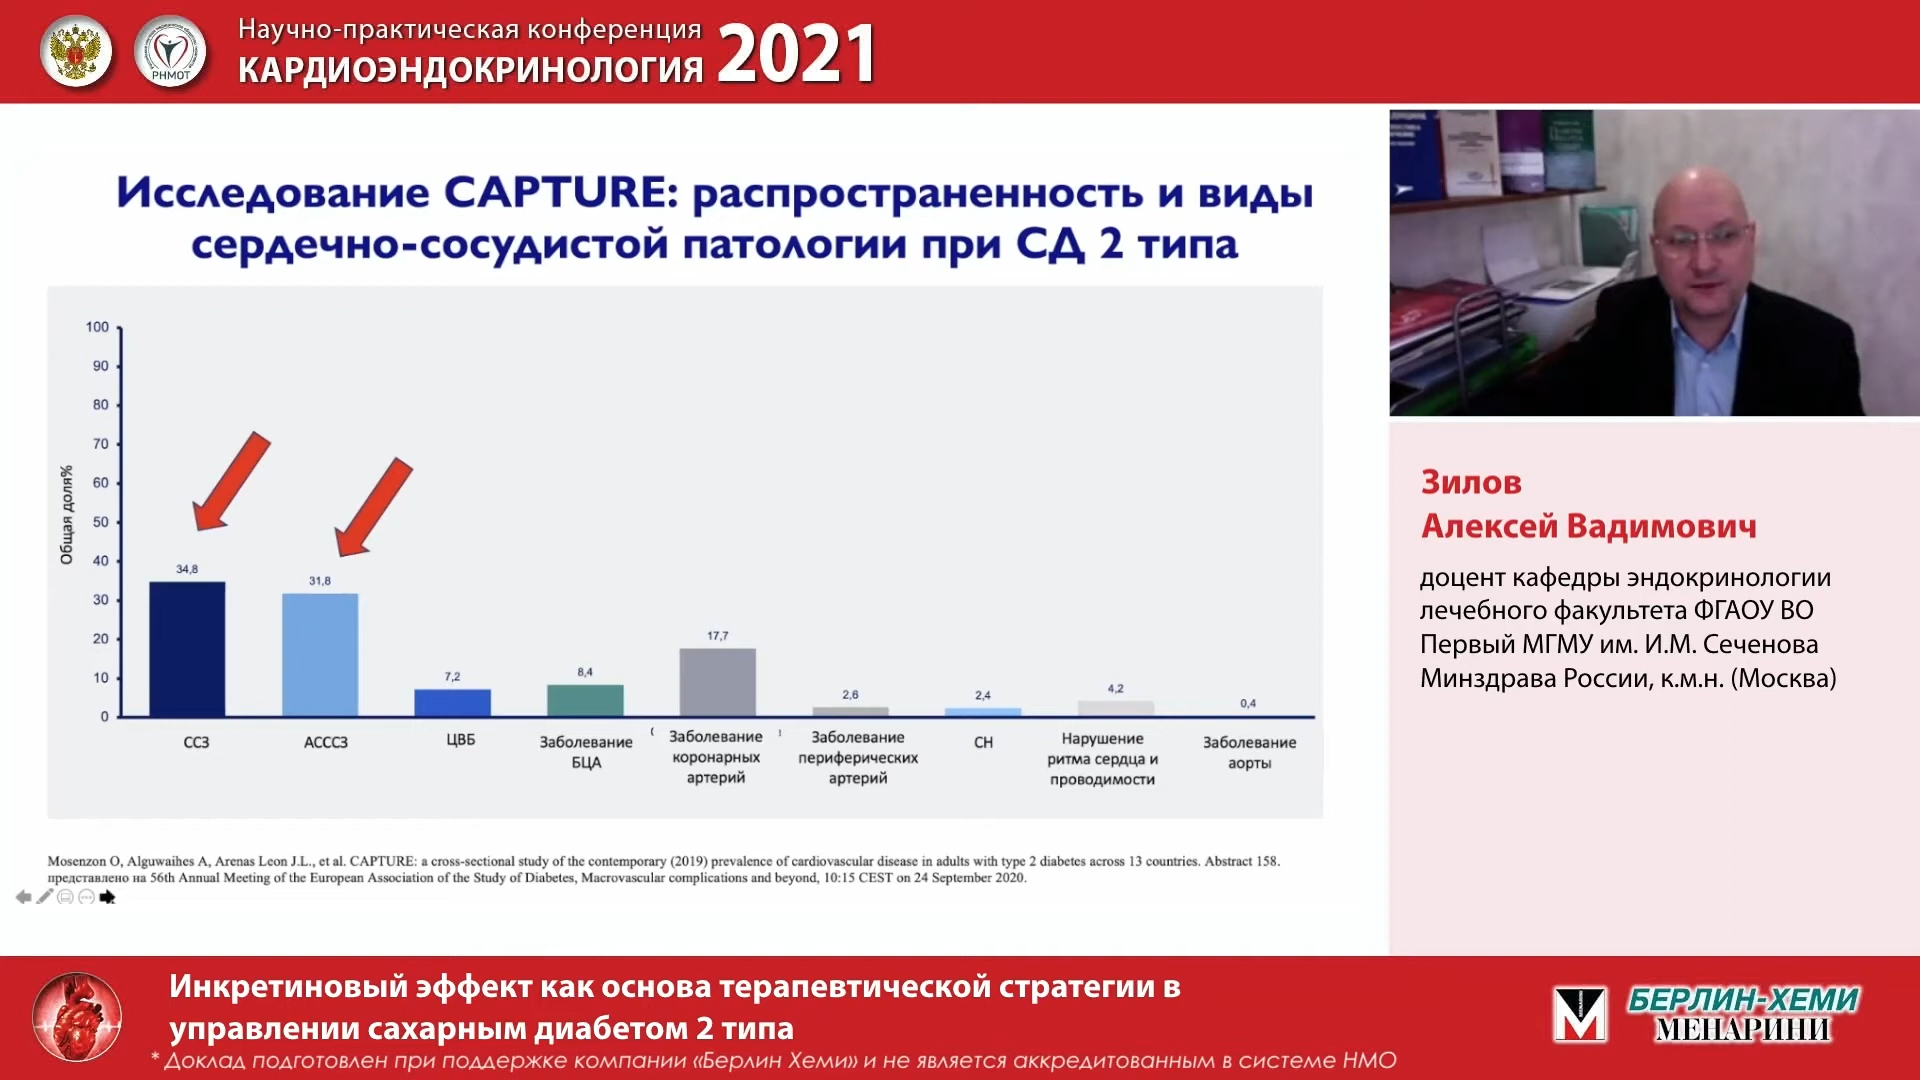 Научно-практическая конференция
КАРДИОЭНДОКРИНОЛОГИЯ 2021
РНМОТ
Исследование CAPTURE: распространенность и виды
сердечно-сосудистой патологии при СД 2 типа
Общая доля%
100
90
80
70
60
50
40
30
20
10
0
34,8
31,8
7,2
8,4
17,7
2,6
2,4
4,2
0,4
ССЗ
АСССЗ
ЦВБ
Заболевание
БЦА
Заболевание
коронарных
артерий
Заболевание
периферических
артерий
СН
Нарушение
ритма сердца и
проводимости
Заболевание
аорты
Mosenzon O, Alguwaihes A, Arenas Leon J.L., et al. CAPTURE: a cross-sectional study of the contemporary (2019) prevalence of cardiovascular disease in adults with type 2 diabetes across 13 countries. Abstract 158.
представлено на 56th Annual Meeting of the European Association of the Study of Diabetes, Macrovascular complications and beyond, 10:15 CEST on 24 September 2020.
Зилов
Алексей Вадимович
доцент кафедры эндокринологии
лечебного факультета ФГАОУ ВО
Первый МГМУ им. И.М. Сеченова
Минздрава России, к.м.н. (Москва)
Инкретиновый эффект как основа терапевтической стратегии в
управлении сахарным диабетом 2 типа
* Доклад подготовлен при поддержке компании «Берлин Хеми» и не является аккредитованным в системе НМО
БЕРЛИН-ХЕМИ
МЕНАРИНИ